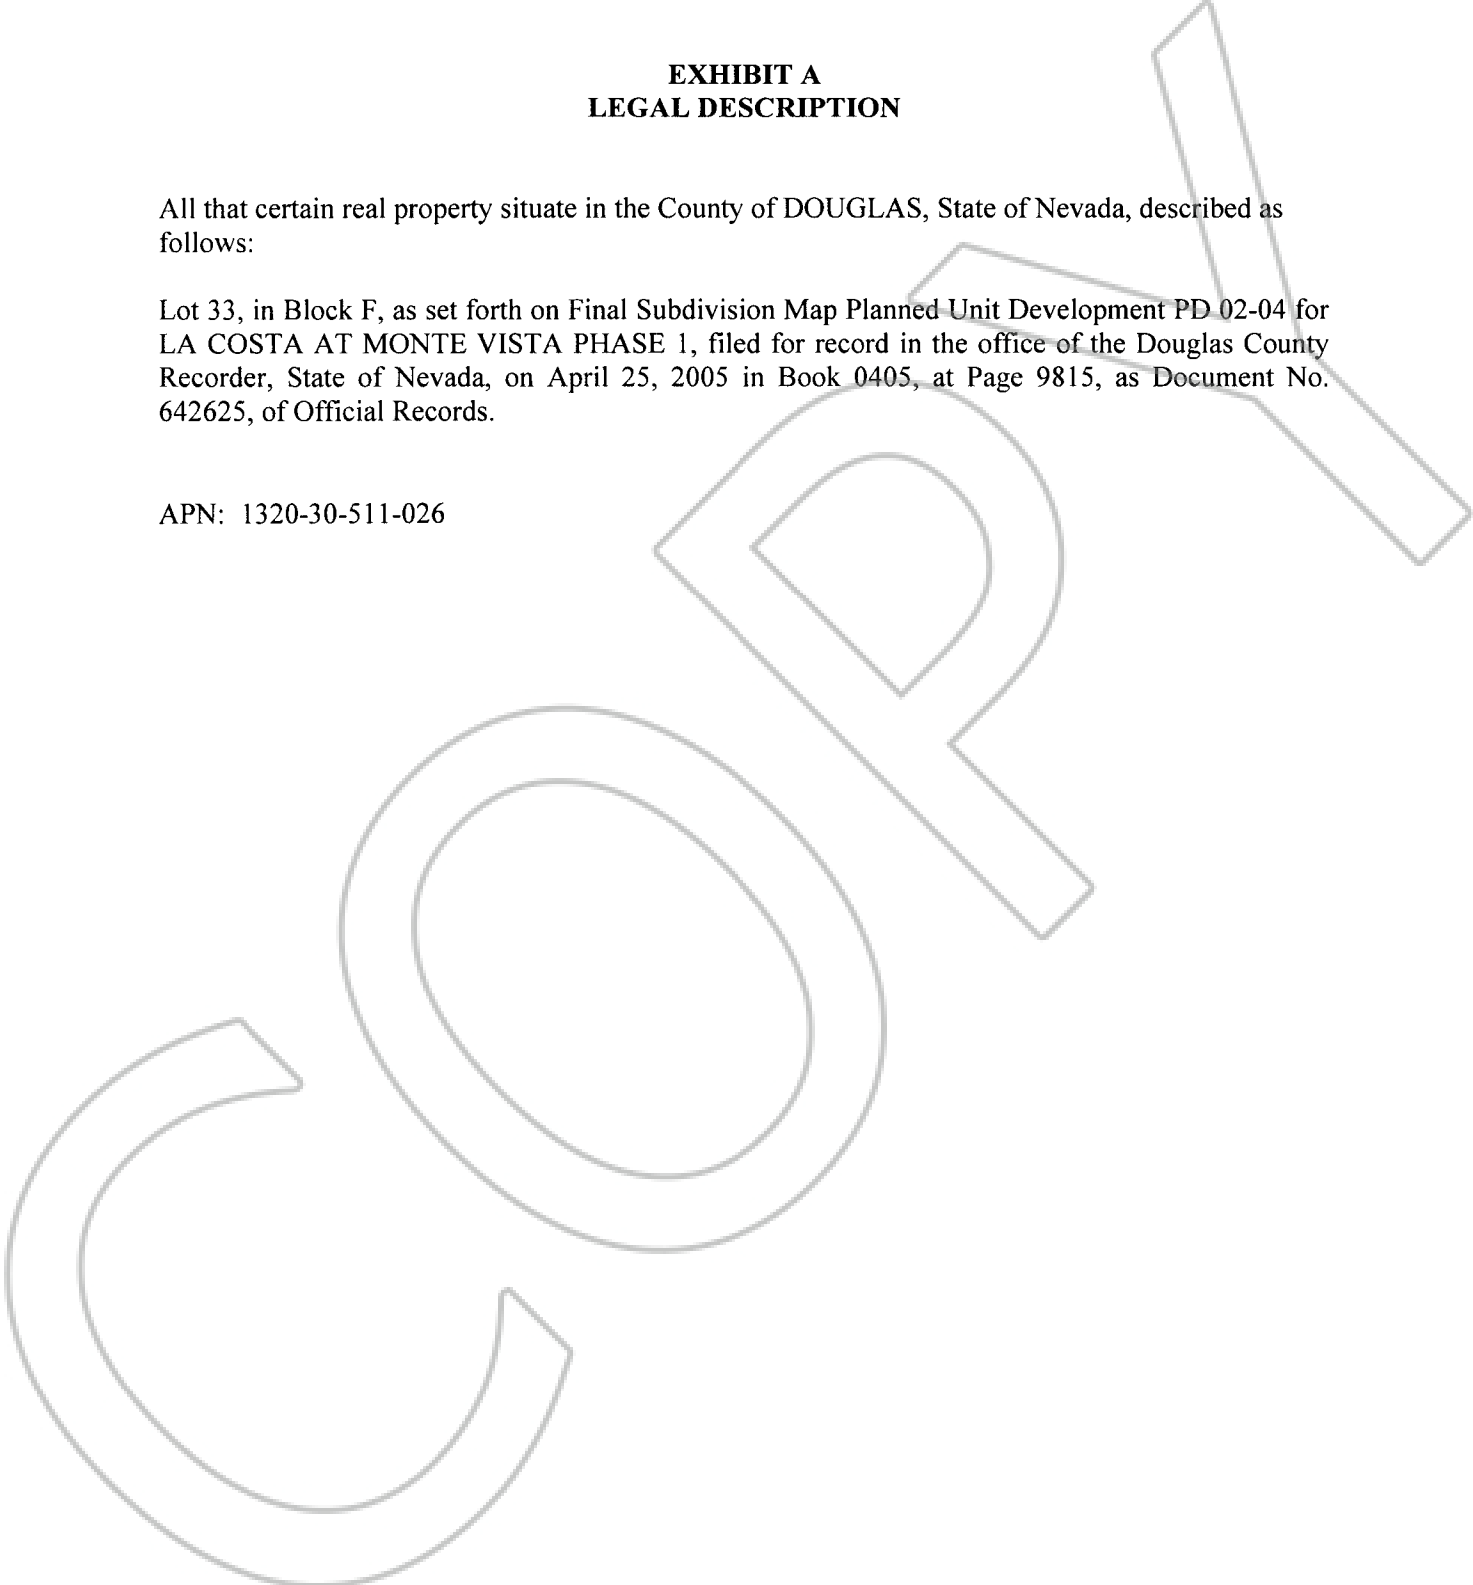 EXHIBIT A
LEGAL DESCRIPTION
All that certain real property situate in the County of DOUGLAS, State of Nevada, described as
follows:
Lot 33, in Block F, as set forth on Final Subdivision Map Planned Unit Development PD 02-04 for
LA COSTA AT MONTE VISTA PHASE 1, filed for record in the office of the Douglas County
Recorder, State of Nevada, on April 25, 2005 in Book 0405, at Page 9815, as Document No.
642625, of Official Records.
APN: 1320-30-511-026
COPY